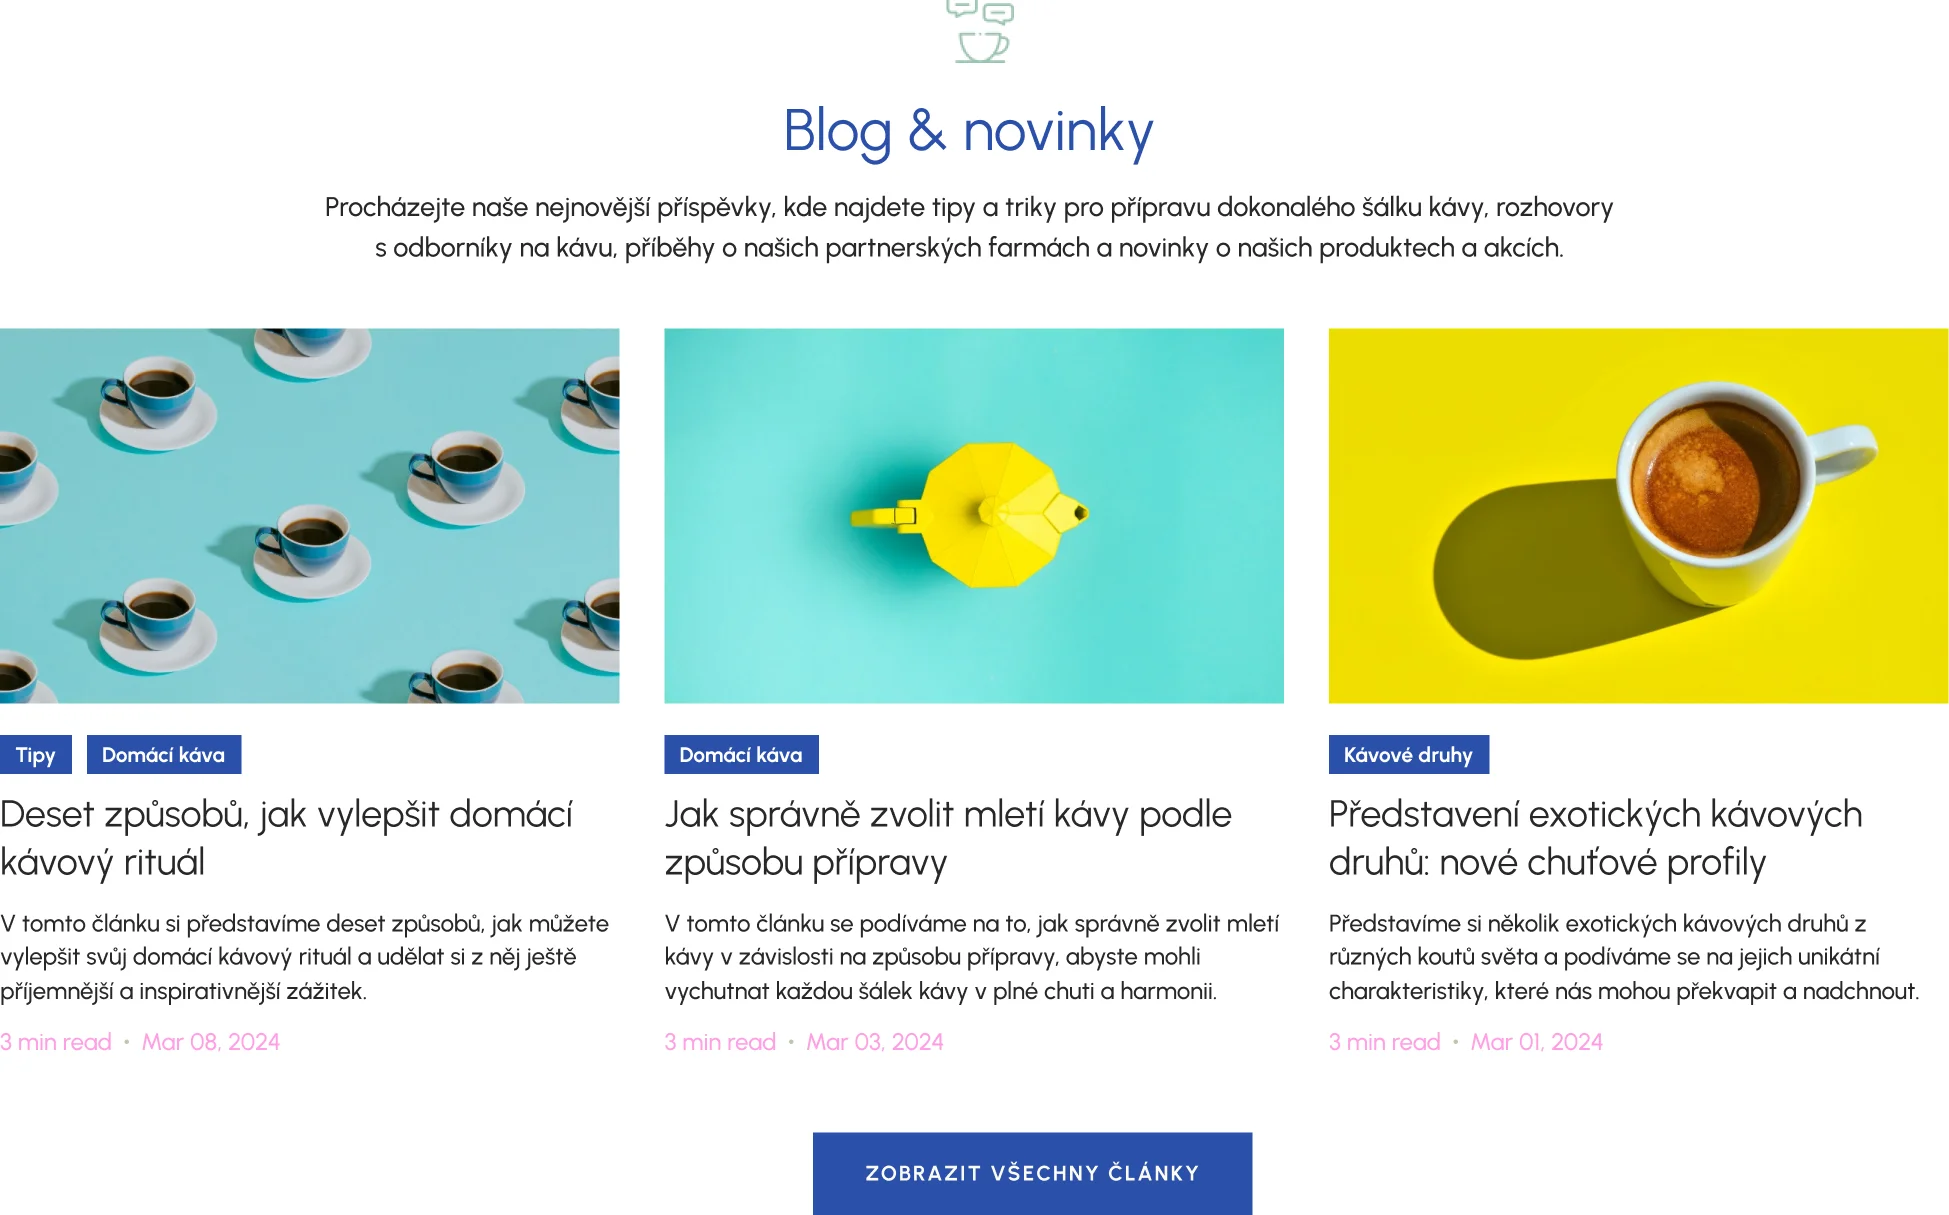 Blog & novinky
Procházejte naše nejnovější příspěvky, kde najdete tipy a triky pro přípravu dokonalého šálku kávy, rozhovory
s odborníky na kávu, příběhy o našich partnerských farmách a novinky o našich produktech a akcích.
Tipy
Domácí káva
Deset způsobů, jak vylepšit domácí
kávový rituál
V tomto článku si představíme deset způsobů, jak můžete
vylepšit svůj domácí kávový rituál a udělat si z něj ještě
příjemnější a inspirativnější zážitek.
3 min read • Mar 08, 2024
Domácí káva
Jak správně zvolit mletí kávy podle
způsobu přípravy
V tomto článku se podíváme na to, jak správně zvolit mletí
kávy v závislosti na způsobu přípravy, abyste mohli
vychutnat každou šálek kávy v plné chuti a harmonii.
3 min read • Mar 03, 2024
Kávové druhy
Představení exotických kávových
druhů: nové chuťové profily
Představíme si několik exotických kávových druhů z
různých koutů světa a podíváme se na jejich unikátní
charakteristiky, které nás mohou překvapit a nadchnout.
3 min read • Mar 01, 2024
ZOBRAZIT VŠECHNY ČLÁNKY